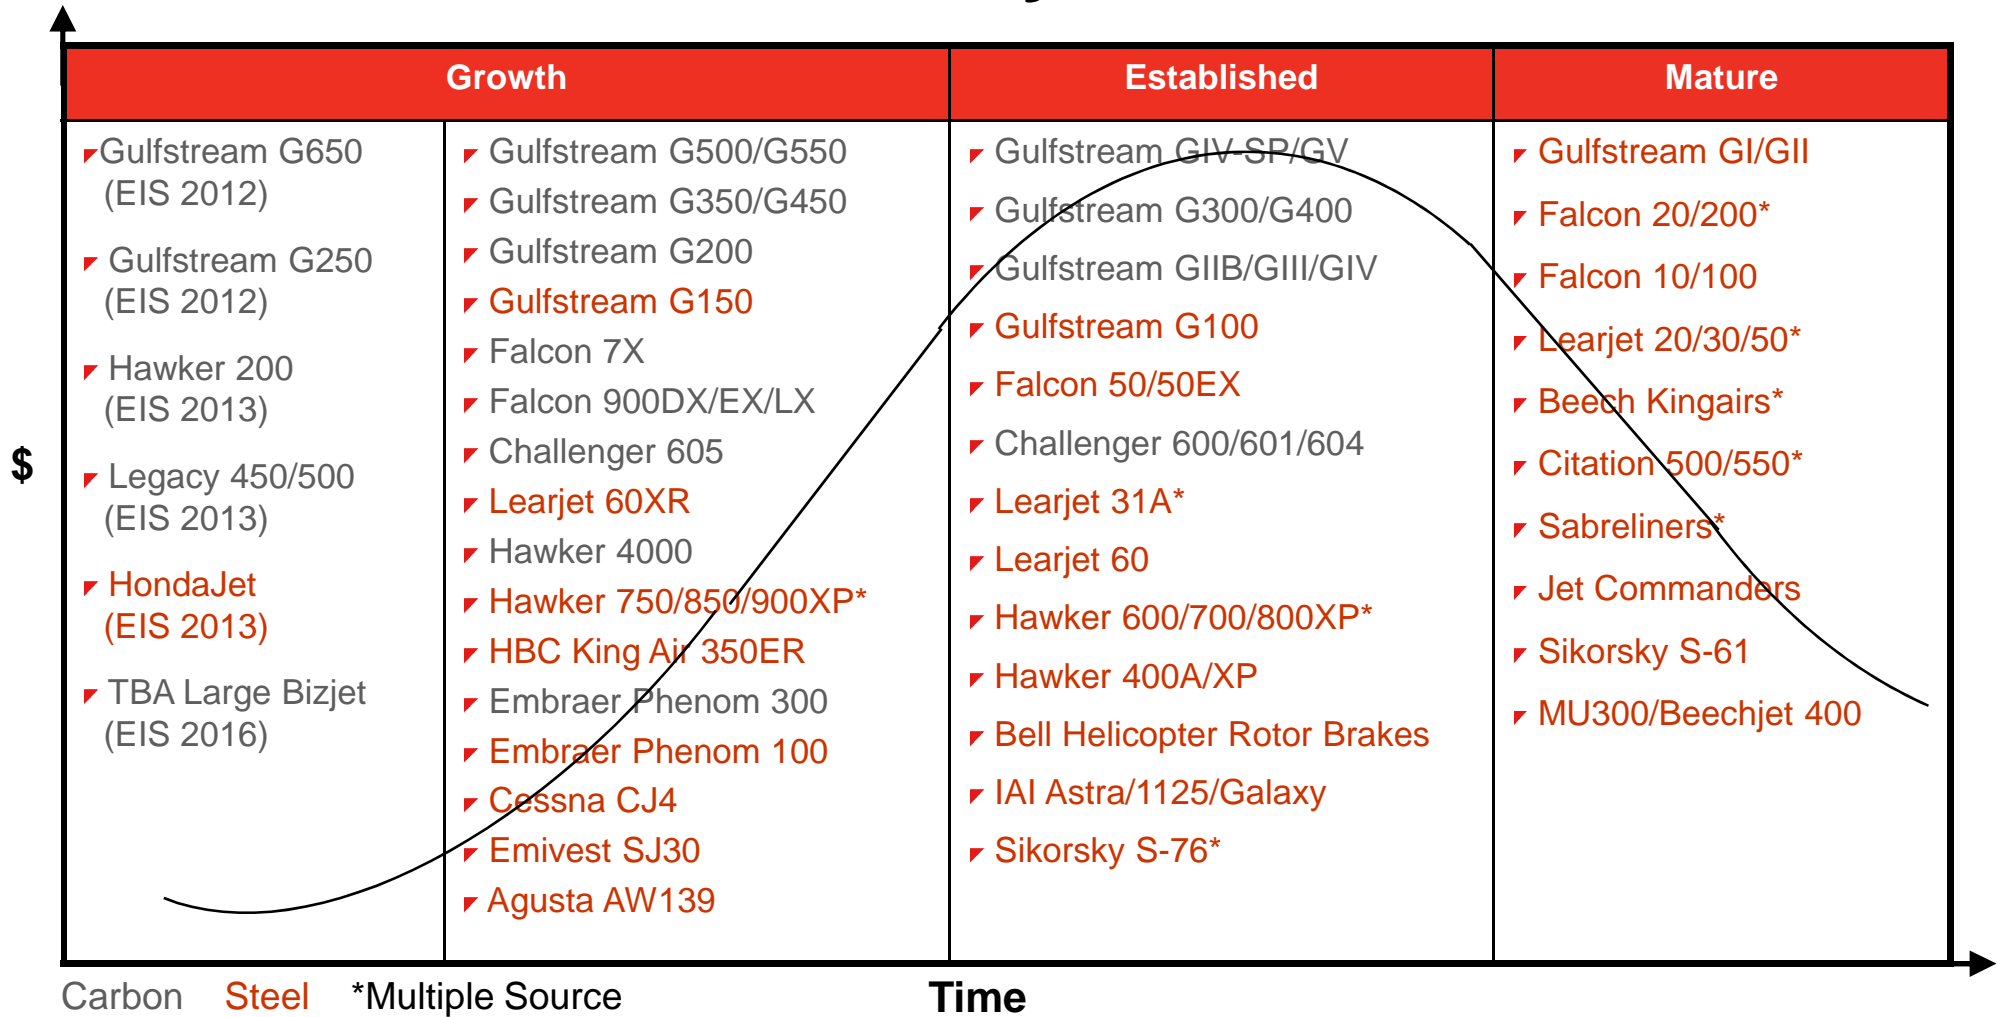 Growth
Established
Mature
Gulfstream G650
(EIS 2012)
Gulfstream G250
(EIS 2012)
Hawker 200
(EIS 2013)
Legacy 450/500
(EIS 2013)
HondaJet
(EIS 2013)
TBA Large Bizjet
(EIS 2016)
Gulfstream G500/G550
Gulfstream G350/G450
Gulfstream G200
Gulfstream G150
Falcon 7X
Falcon 900DX/EX/LX
Challenger 605
Learjet 60XR
Hawker 4000
Hawker 750/850/900XP*
HBC King Air 350ER
Embraer Phenom 300
Embraer Phenom 100
Cessna CJ4
Emivest SJ30
Agusta AW139
Gulfstream GIV-SP/GV
Gulfstream G300/G400
Gulfstream GIIB/GIII/GIV
Gulfstream G100
Falcon 50/50EX
Challenger 600/601/604
Learjet 31A*
Learjet 60
Hawker 600/700/800XP*
Hawker 400A/XP
Bell Helicopter Rotor Brakes
IAI Astra/1125/Galaxy
Sikorsky S-76*
Gulfstream GI/GII
Falcon 20/200*
Falcon 10/100
Learjet 20/30/50*
Beech Kingairs*
Citation 500/550*
Sabreliners*
Jet Commanders
Sikorsky S-61
MU300/Beechjet 400
$
Carbon Steel *Multiple Source
Time